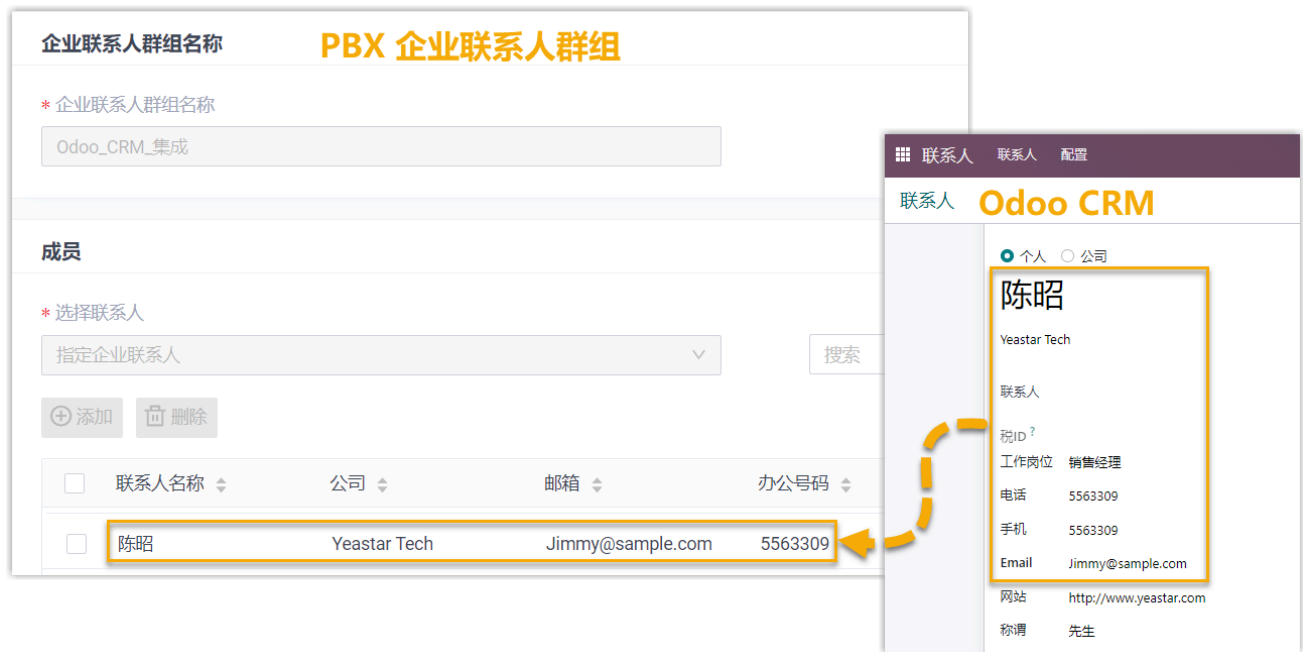 企业联系人群组名称
PBX 企业联系人群组
* 企业联系人群组名称
Odoo_CRM_集成
成员
* 选择联系人
指定企业联系人
搜索
添加 删除
联系人名称 公司 邮箱 办公号码
陈昭 Yeastar Tech Jimmy@sample.com 5563309
联系人 联系人 配置
联系人
Odoo CRM
个人 公司
陈昭
Yeastar Tech
联系人
税ID ?
工作岗位 销售经理
电话 5563309
手机 5563309
Email Jimmy@sample.com
网站 http://www.yeastar.com
称谓 先生